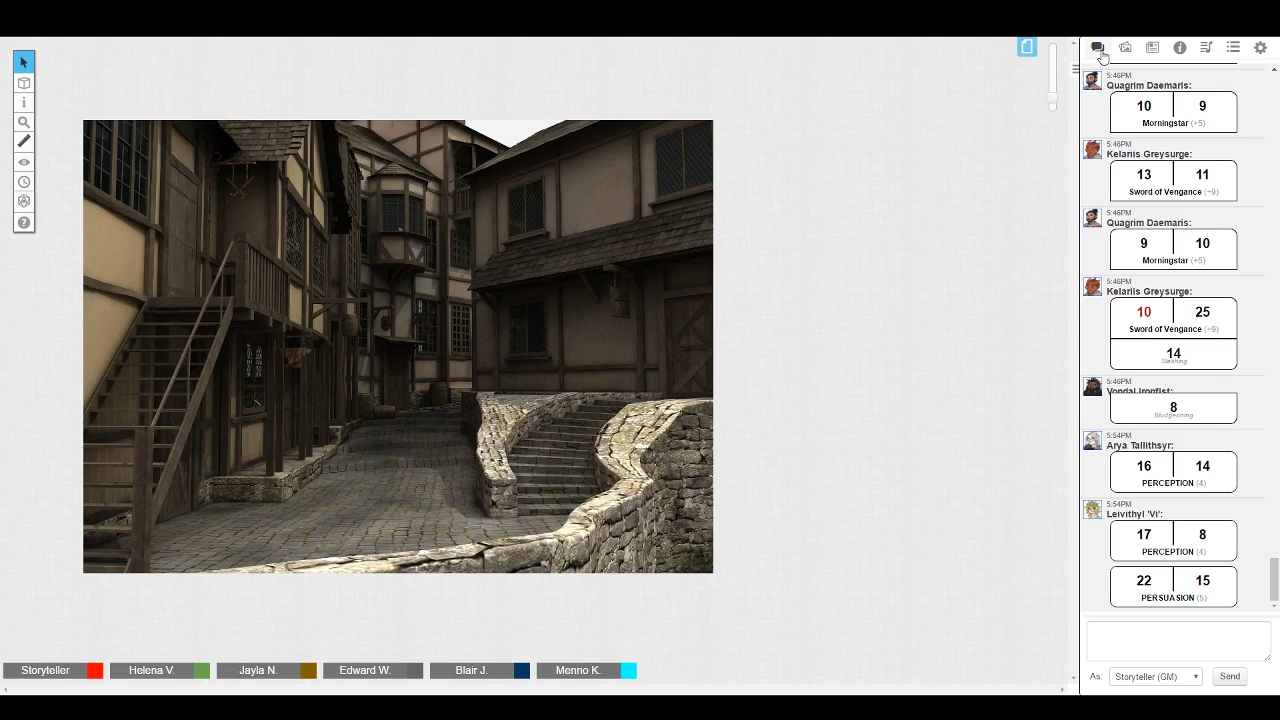 5:46PM
Quagrim Daemaris:
10 9
Morningstar (+5)
5:46PM
Kelariis Greysurge:
13 11
Sword of Vengance (+9)
5:46PM
Quagrim Daemaris:
9 10
Morningstar (+5)
5:46PM
Kelariis Greysurge:
10 25
Sword of Vengance (+9)
14
Slashing
5:46PM
Vondal Ironfist:
8
Bludgeoning
5:54PM
Arya Tallithsyr:
16 14
PERCEPTION (4)
5:54PM
Leivithyl 'Vi':
17 8
PERCEPTION (4)
22 15
PERSUASION (5)
Storyteller
Helena V.
Jayla N.
Edward W.
Blair J.
Menno K.
As: Storyteller (GM) Send